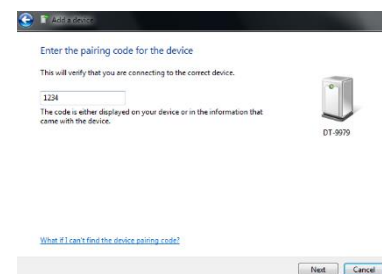 Add a device
Enter the pairing code for the device
This will verify that you are connecting to the correct device.
1234
The code is either displayed on your device or in the information that
came with the device.
DT-9979
What if I can't find the device pairing code?
Next Cancel